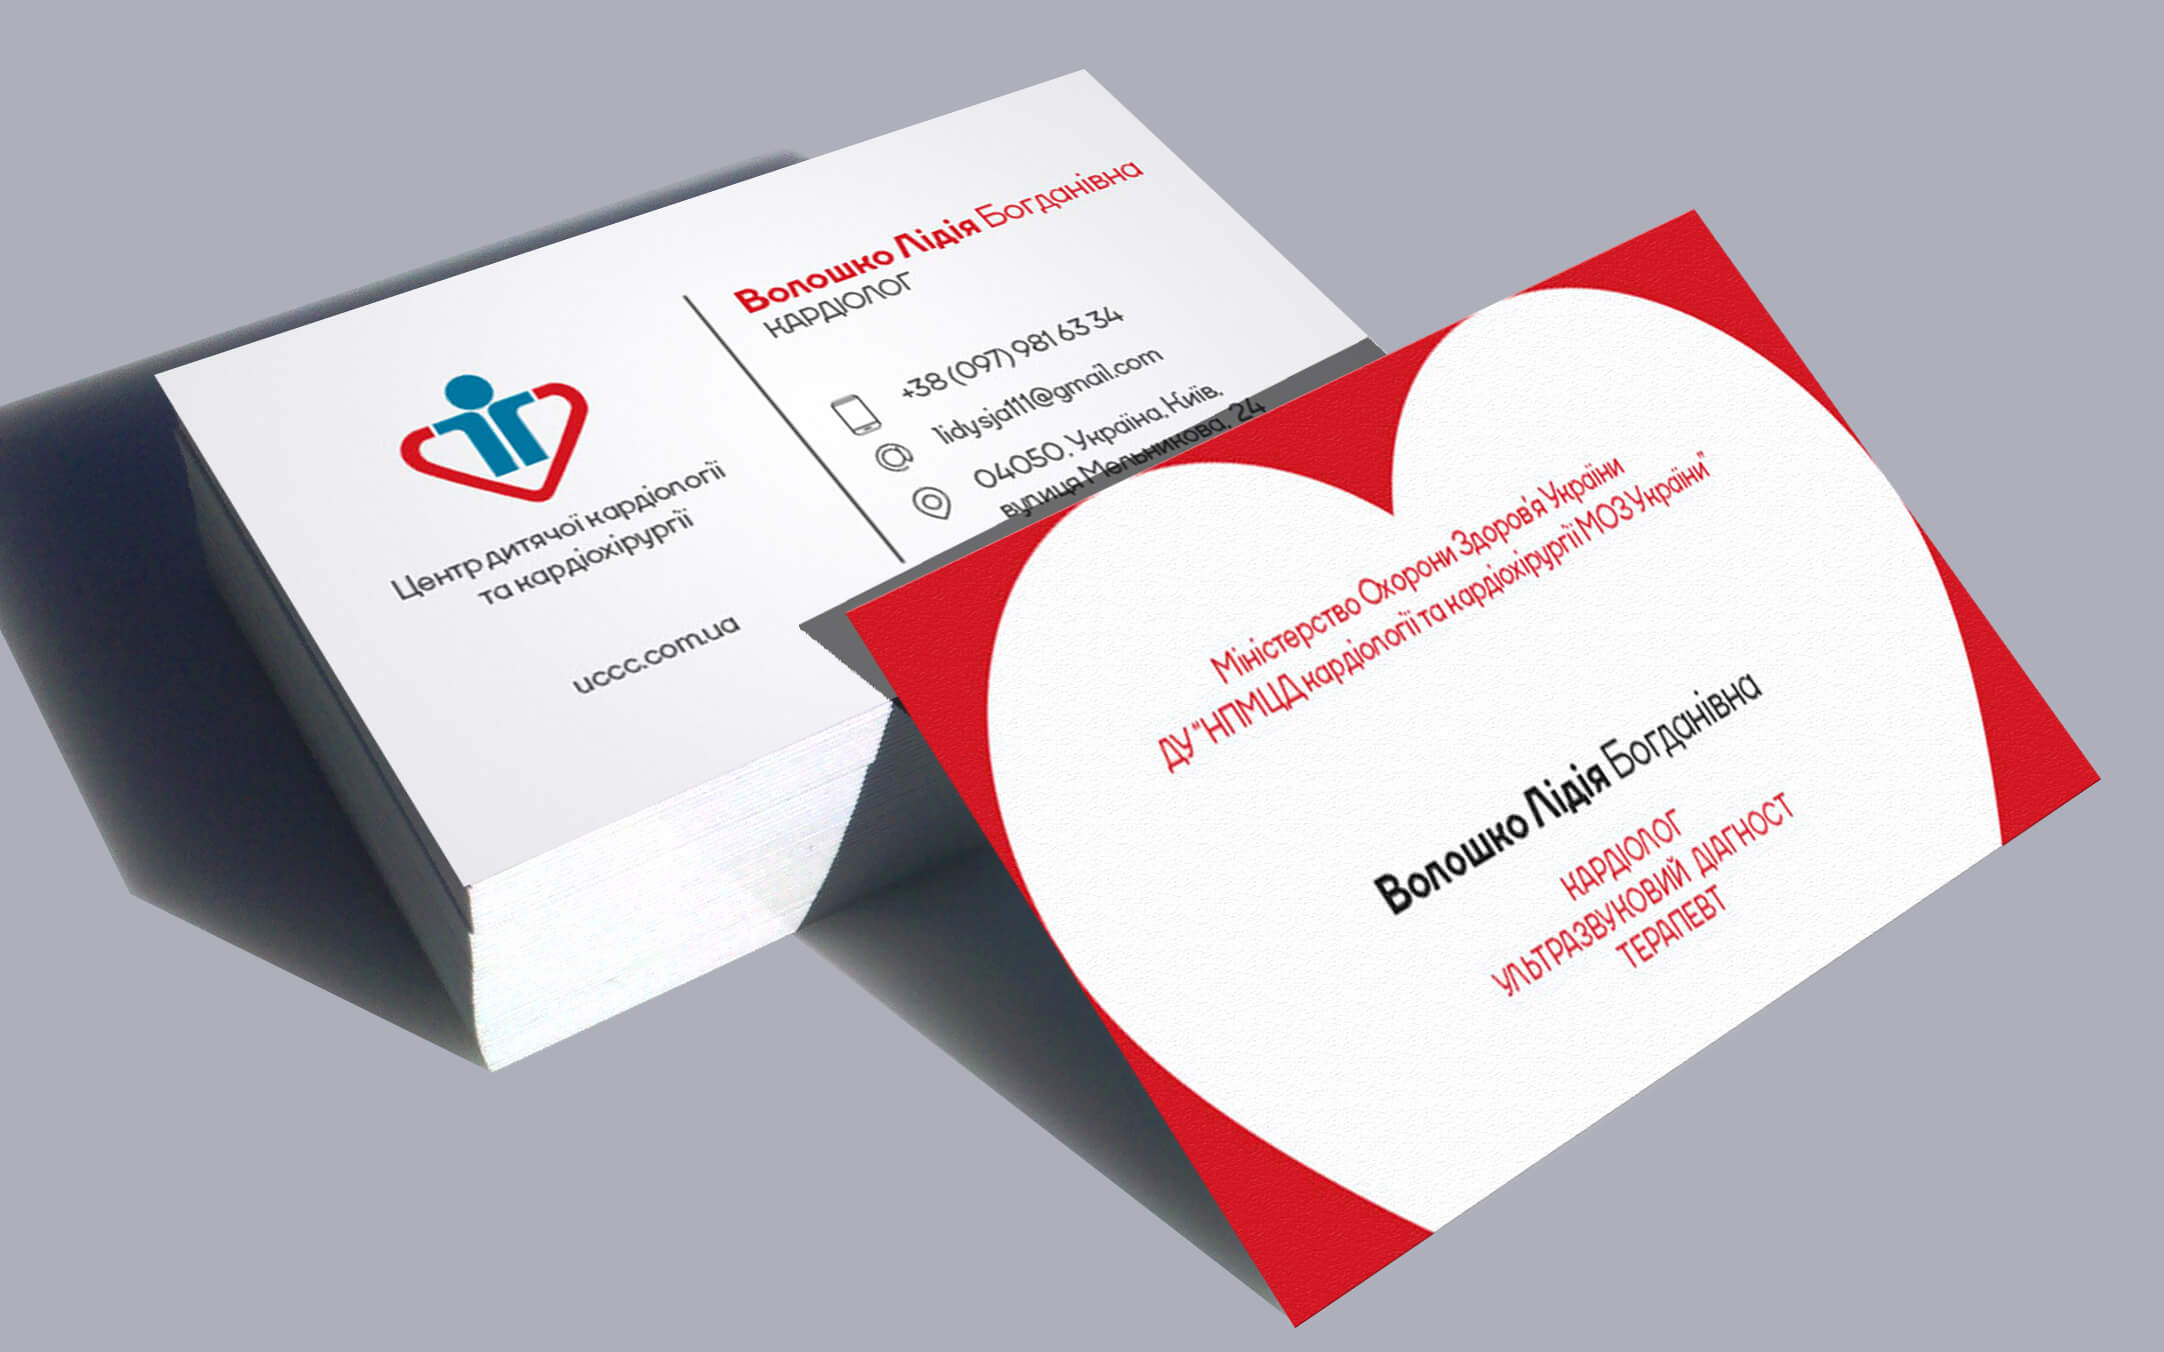 Волошко Лідія Богданівна
КАРДІОЛОГ
+38 (097) 981 63 34
lidysja111@gmail.com
04050, Україна, Київ,
вулиця Мельникова, 24
Центр дитячої кардіології
та кардіохірургії
uccc.com.ua
Міністерство Охорони Здоров'я України
ДУ "НПМЦД кардіології та кардіохірургії МОЗ України"
Волошко Лідія Богданівна
КАРДІОЛОГ
УЛЬТРАЗВУКОВИЙ ДІАГНОСТ
ТЕРАПЕВТ